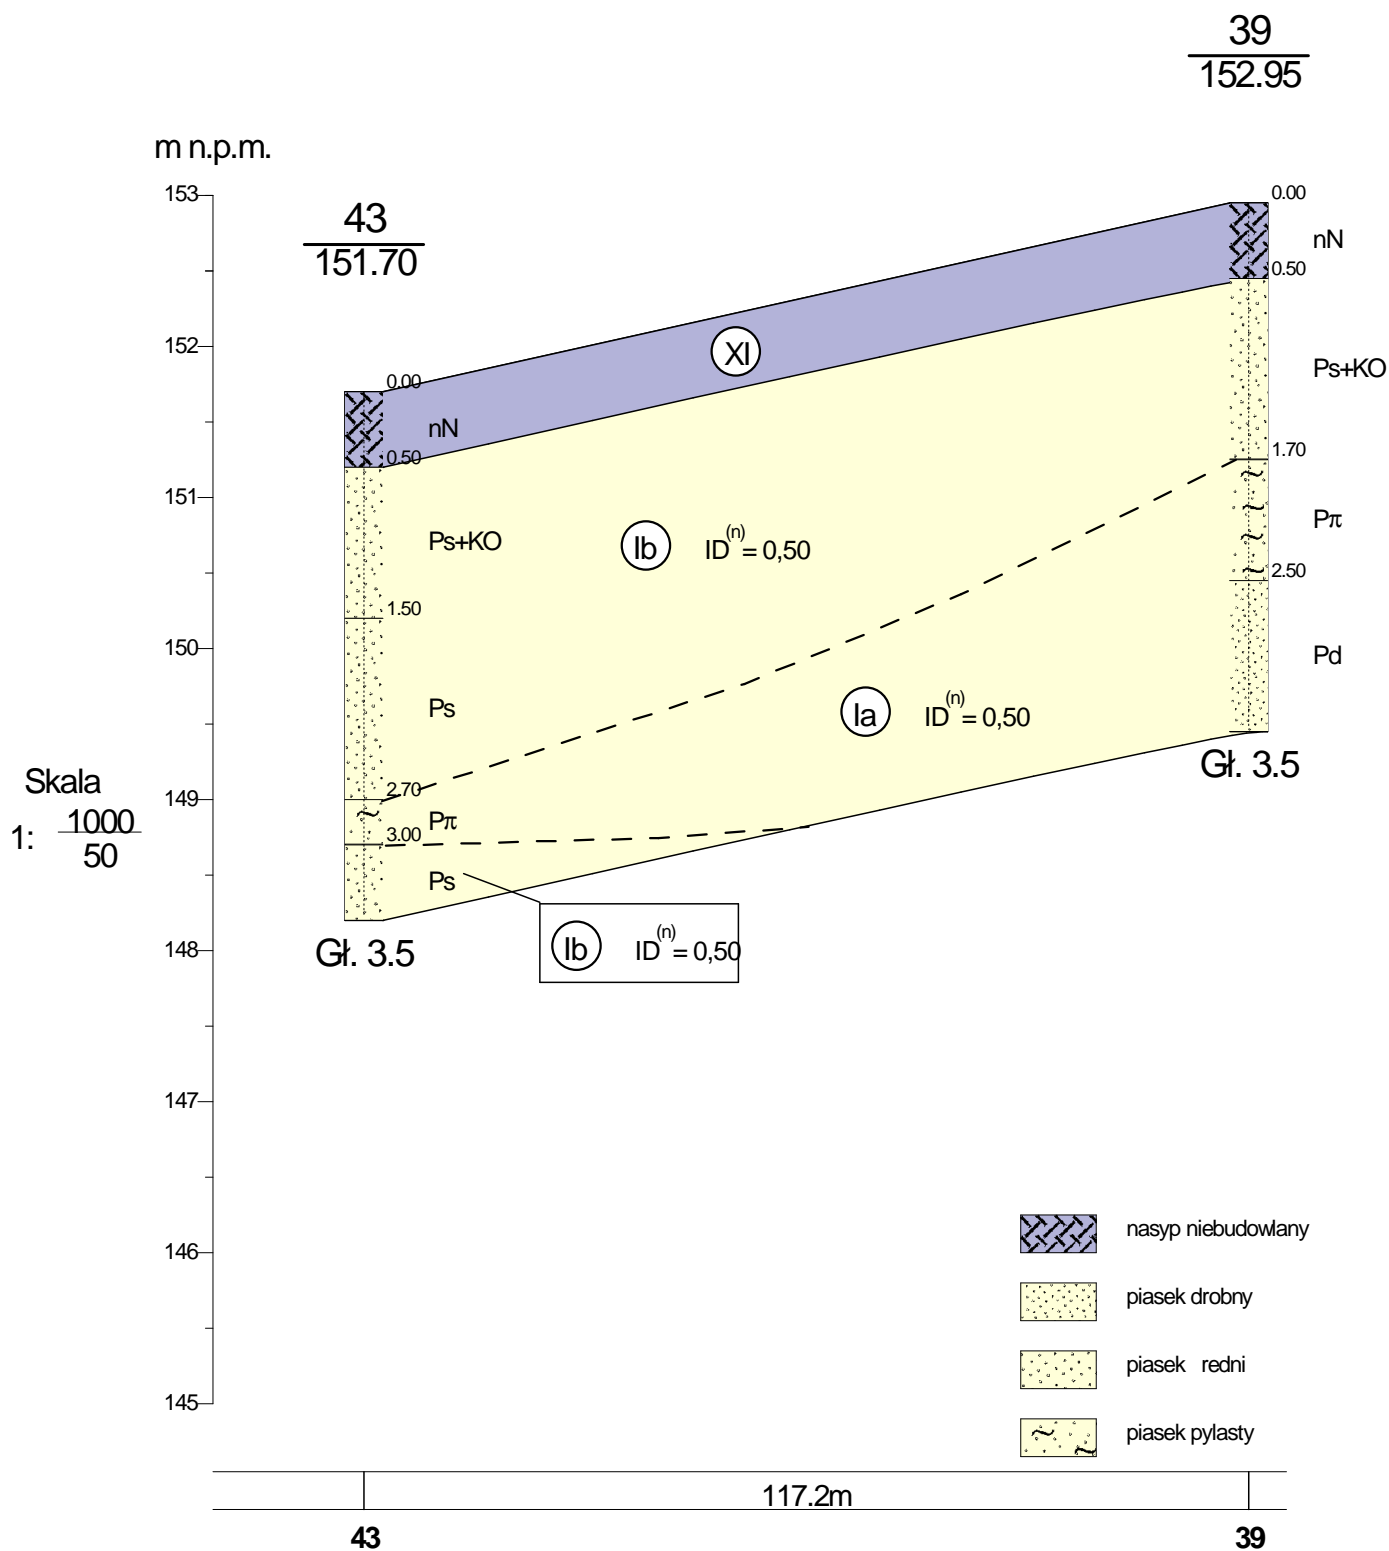 39
152.95
m n.p.m.
153
43
151.70
0.00
nN
0.50
152
XI
0.00
nN
0.50
Ps+KO
1.70
151
Ps+KO
Ib ID(n) = 0,50
Pπ
2.50
1.50
150
Pd
Ps
Ia ID(n) = 0,50
Gł. 3.5
Skala
1: 1000
50
149
2.70
Pπ
3.00
Ps
148
Gł. 3.5
Ib ID(n) = 0,50
147
146
nasyp niebudowlany
piasek drobny
piasek redni
145
piasek pylasty
117.2m
43
39